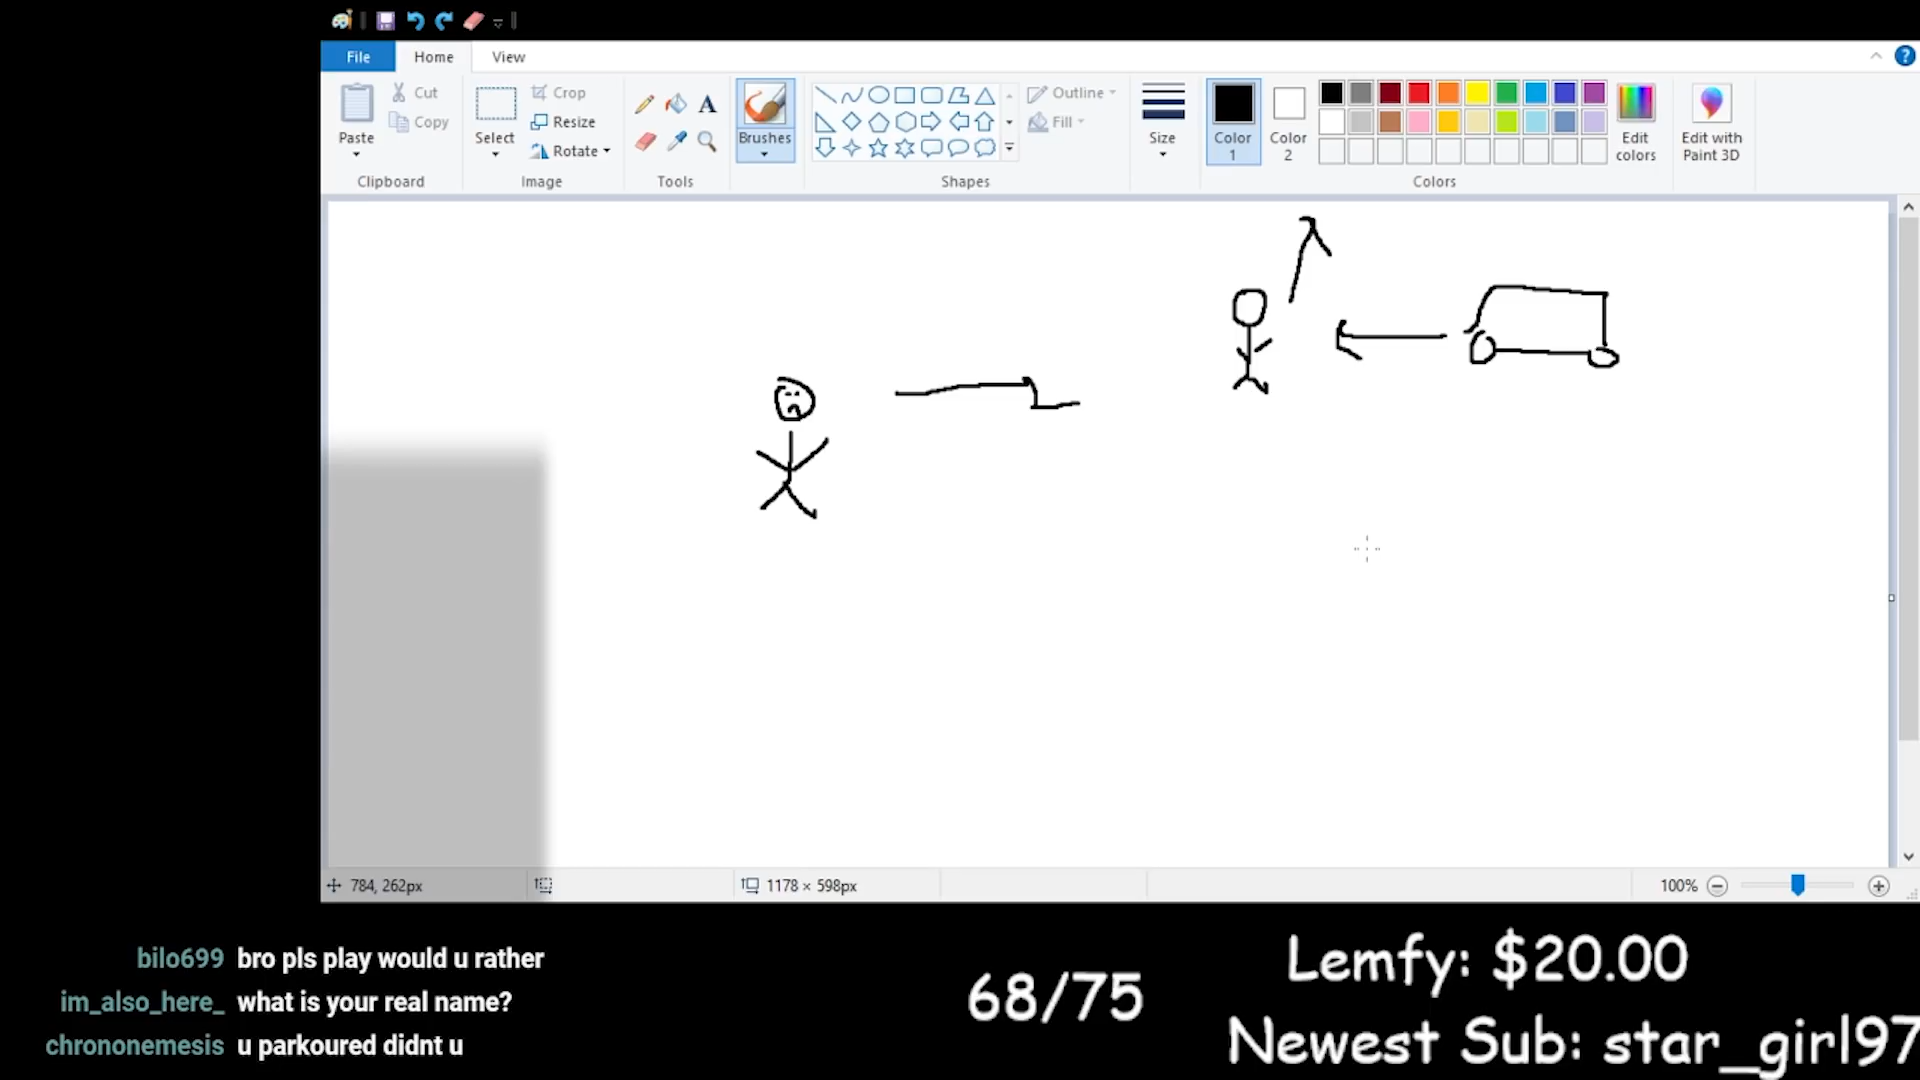 File Home View
Paste Cut Copy Clipboard
Select Crop Resize Rotate Image
A Tools
Brushes
Shapes Outline Fill
Size
Color 1 Color 2
Edit colors Edit with Paint 3D
Colors
784, 262px 1178 × 598px 100%
bilo699 bro pls play would u rather
im_also_here_ what is your real name?
chrononemesis u parkoured didnt u
68/75
Lemfy: $20.00
Newest Sub: star_girl97